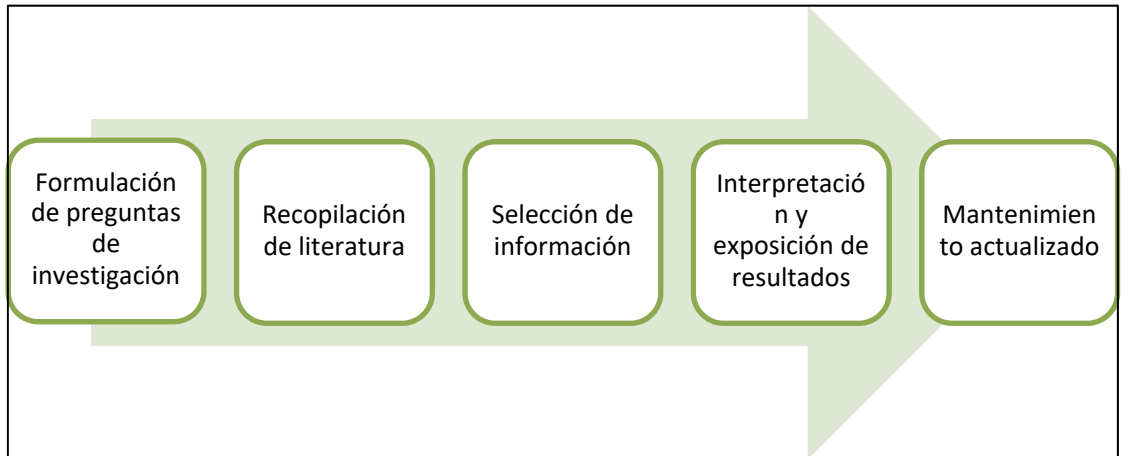 Formulación
de preguntas
de
investigación
Recopilación
de literatura
Selección de
información
Interpretació
n y
exposición de
resultados
Mantenimien
to actualizado